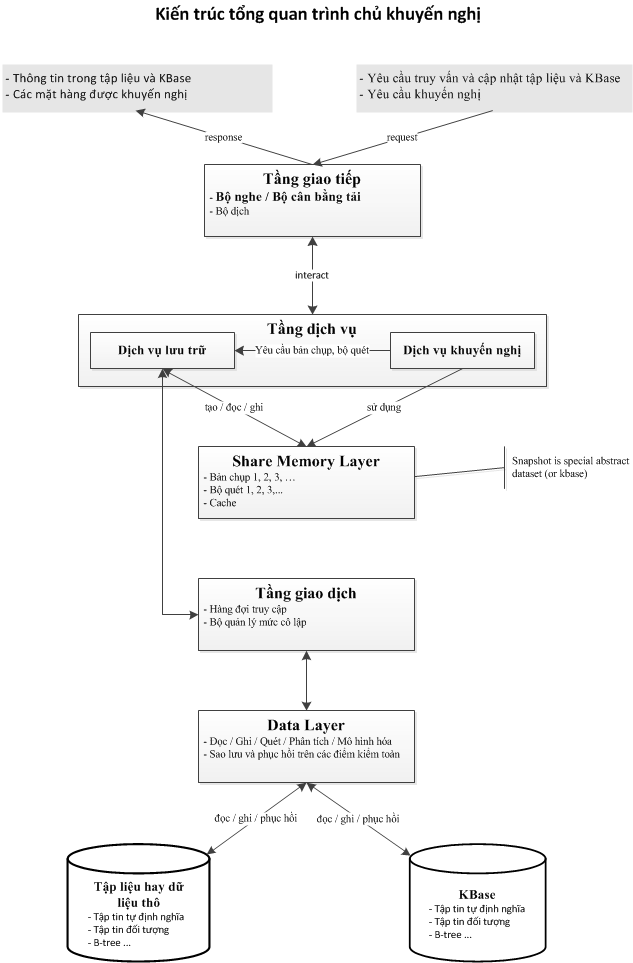 Kiến trúc tổng quan trình chủ khuyến nghị
- Thông tin trong tập liệu và KBase
- Các mặt hàng được khuyến nghị
- Yêu cầu truy vấn và cập nhật tập liệu và KBase
- Yêu cầu khuyến nghị
response
request
Tầng giao tiếp
- Bộ nghe / Bộ cân bằng tải
- Bộ dịch
interact
Tầng dịch vụ
Dịch vụ lưu trữ
Yêu cầu bản chụp, bộ quét
Dịch vụ khuyến nghị
tạo / đọc / ghi
sử dụng
Share Memory Layer
- Bản chụp 1, 2, 3, …
- Bộ quét 1, 2, 3,...
- Cache
Snapshot is special abstract
dataset (or kbase)
Tầng giao dịch
- Hàng đợi truy cập
- Bộ quản lý mức cô lập
Data Layer
- Đọc / Ghi / Quét / Phân tích / Mô hình hóa
- Sao lưu và phục hồi trên các điểm kiểm toán
đọc / ghi / phục hồi
đọc / ghi / phục hồi
Tập liệu hay dữ
liệu thô
- Tập tin tự định nghĩa
- Tập tin đối tượng
- B-tree ...
KBase
- Tập tin tự định nghĩa
- Tập tin đối tượng
- B-tree ...